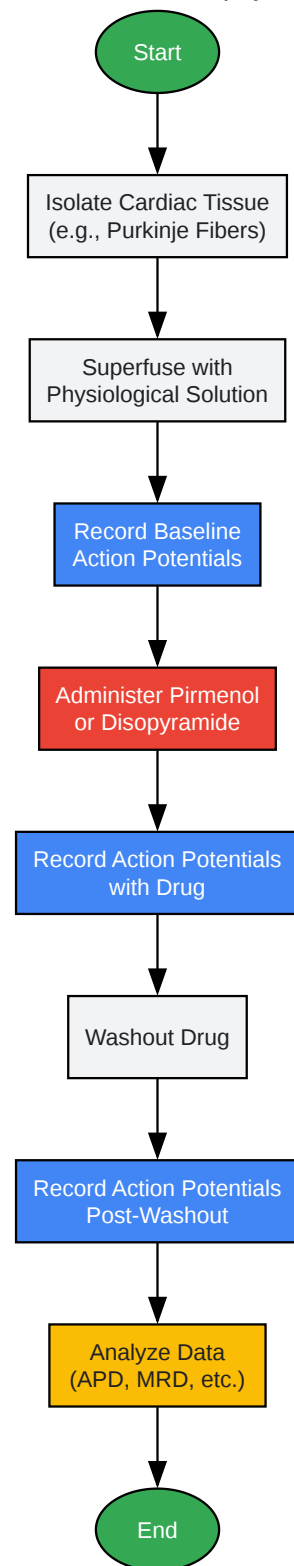 Start
Isolate Cardiac Tissue
(e.g., Purkinje Fibers)
Superfuse with
Physiological Solution
Record Baseline
Action Potentials
Administer Pirmenol
or Disopyramide
Record Action Potentials
with Drug
Washout Drug
Record Action Potentials
Post-Washout
Analyze Data
(APD, MRD, etc.)
End